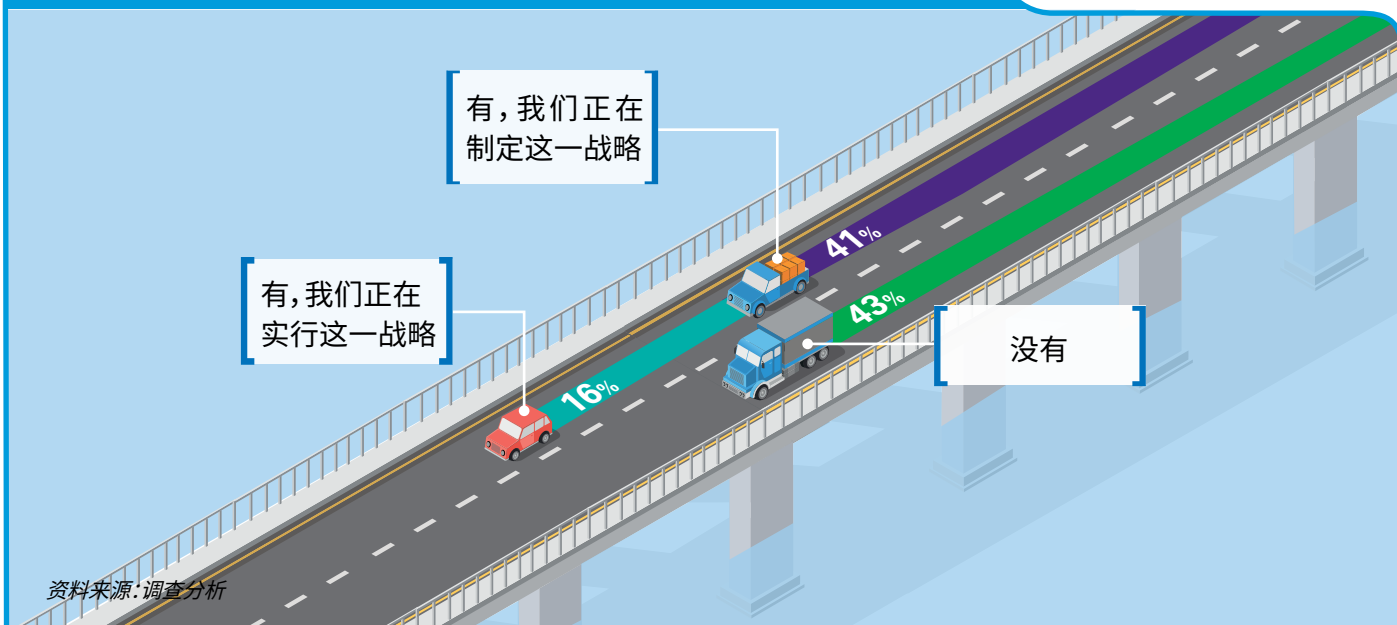 有，我们正在
制定这一战略
41%
有，我们正在
实行这一战略
43%
没有
16%
资料来源：调查分析